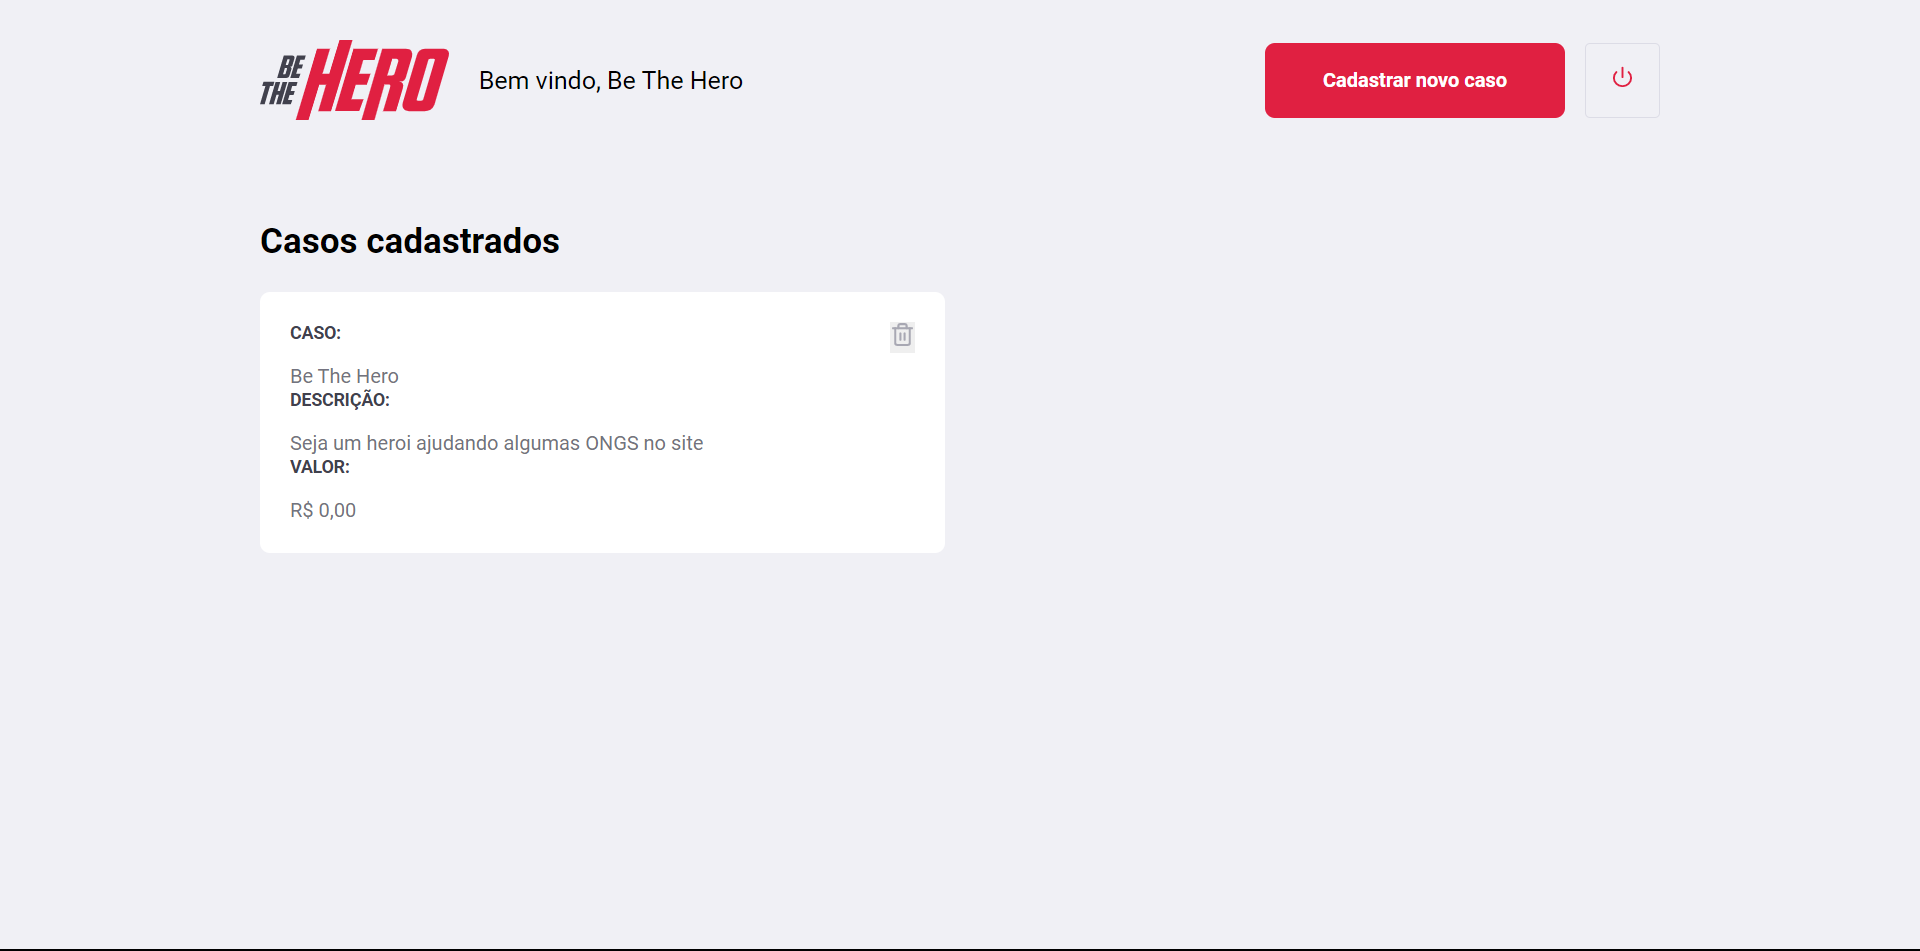 BE
THE
HERO
Bem vindo, Be The Hero
Cadastrar novo caso
Casos cadastrados
CASO:
Be The Hero
DESCRIÇÃO:
Seja um heroi ajudando algumas ONGS no site
VALOR:
R$ 0,00